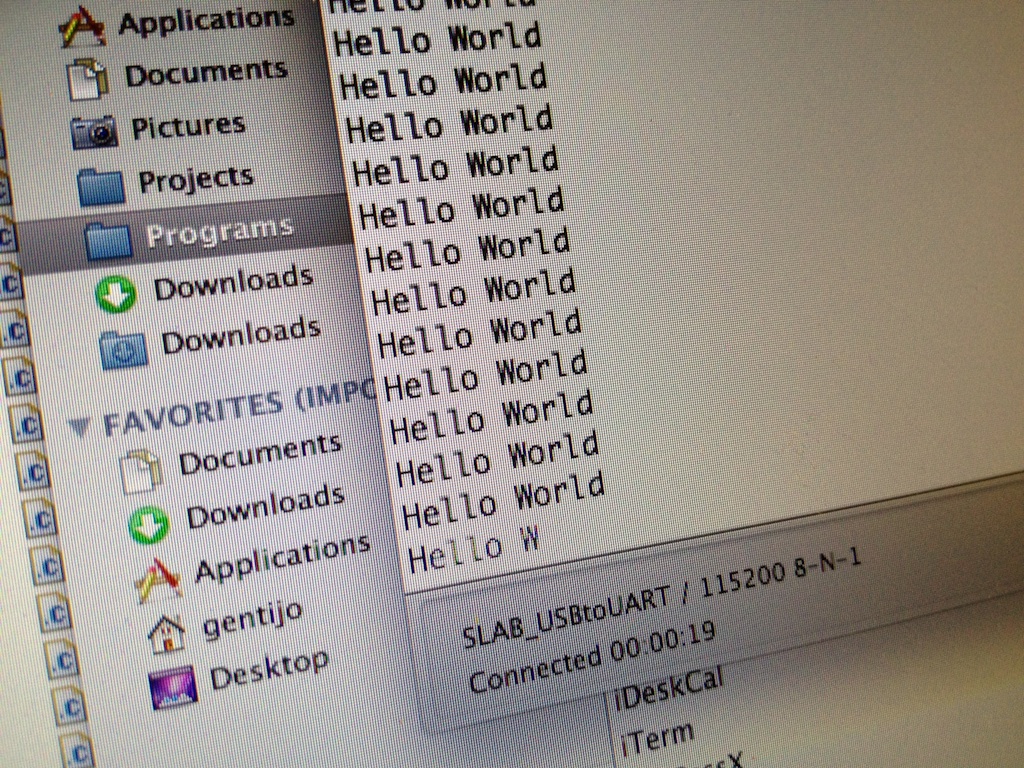 Applications
Documents
Pictures
Projects
Programs
Downloads
Downloads
FAVORITES (IMPO
Documents
Downloads
Applications
gentijo
Desktop
Hello World
Hello World
Hello World
Hello World
Hello World
Hello World
Hello World
Hello World
Hello World
Hello World
Hello World
Hello World
Hello World
Hello W
SLAB_USBtoUART / 115200 8-N-1
Connected 00:00:19
iDeskCal
iTerm
.c
.c
.c
.c
.c
.c
.c
.c
.c
.c
.c